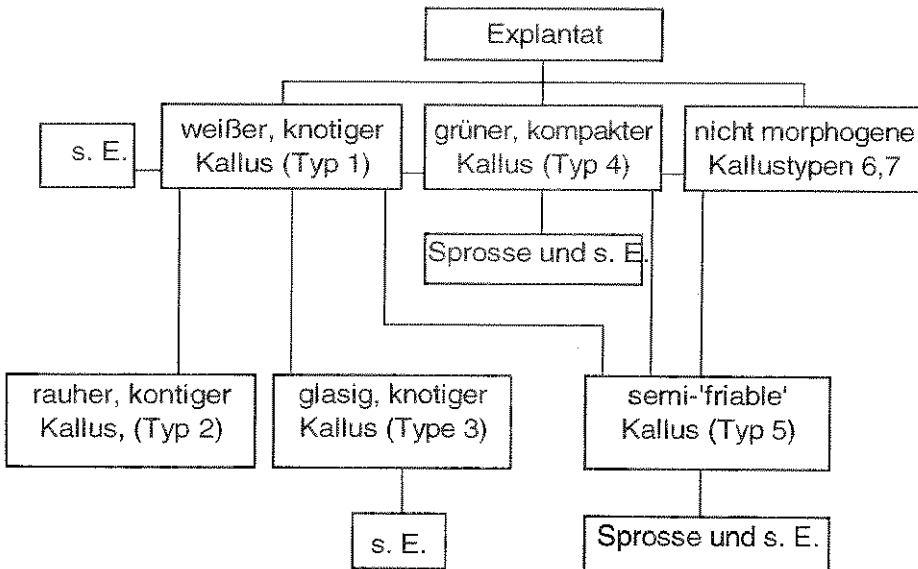 Explantat
s. E.
weißer, knotiger
Kallus (Typ 1)
grüner, kompakter
Kallus (Typ 4)
nicht morphogene
Kallustypen 6,7
Sprosse und s. E.
rauher, kontiger
Kallus, (Typ 2)
glasig, knotiger
Kallus (Type 3)
semi-'friable'
Kallus (Typ 5)
s. E.
Sprosse und s. E.